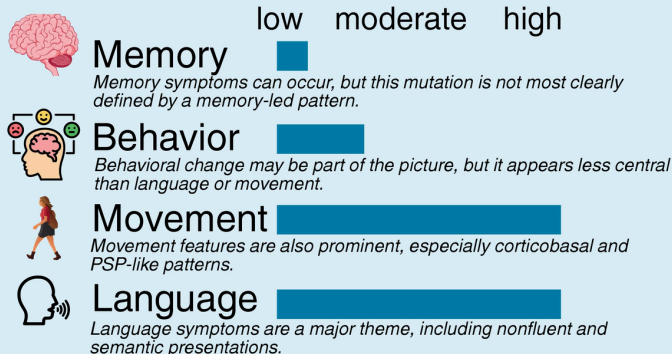 low moderate high
Memory
Memory symptoms can occur, but this mutation is not most clearly
defined by a memory-led pattern.
Behavior
Behavioral change may be part of the picture, but it appears less central
than language or movement.
Movement
Movement features are also prominent, especially corticobasal and
PSP-like patterns.
Language
Language symptoms are a major theme, including nonfluent and
semantic presentations.